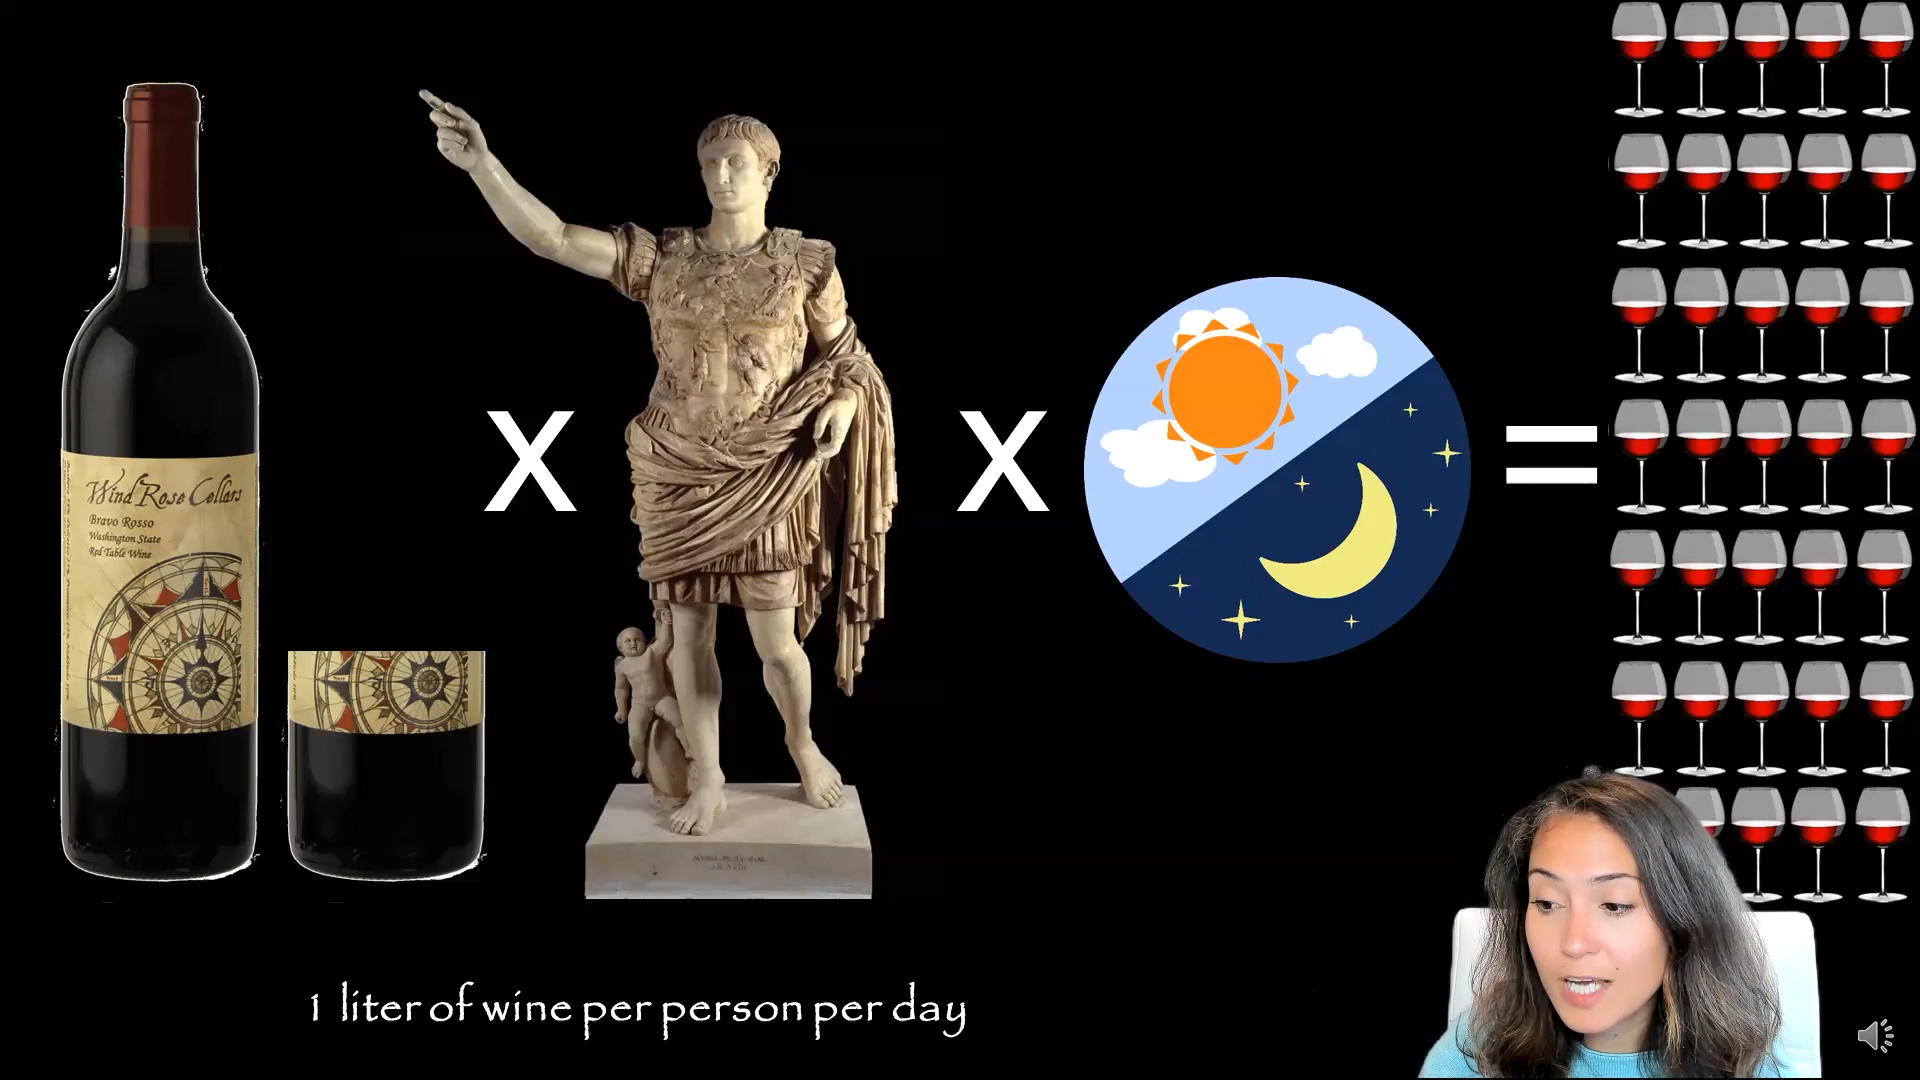 Wind Rose Cellars
Bravo Rosso
Washington State
Red Table Wine
X
X
=
1 liter of wine per person per day